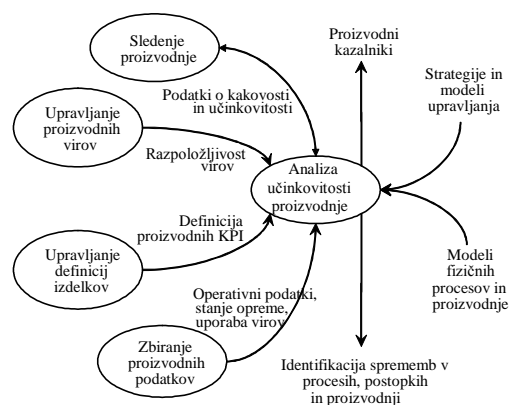 Sledenje
proizvodnje
Proizvodni
kazalniki
Strategije in
modeli
upravljanja
Podatki o kakovosti
in učinkovitosti
Upravljanje
proizvodnih
virov
Razpoložljivost
virov
Analiza
učinkovitosti
proizvodnje
Definicija
proizvodnih KPI
Upravljanje
definicij
izdelkov
Modeli
fizičnih
procesov in
proizvodnje
Operativni podatki,
stanje opreme,
uporaba virov
Zbiranje
proizvodnih
podatkov
Identifikacija sprememb v
procesih, postopkih
in proizvodnji